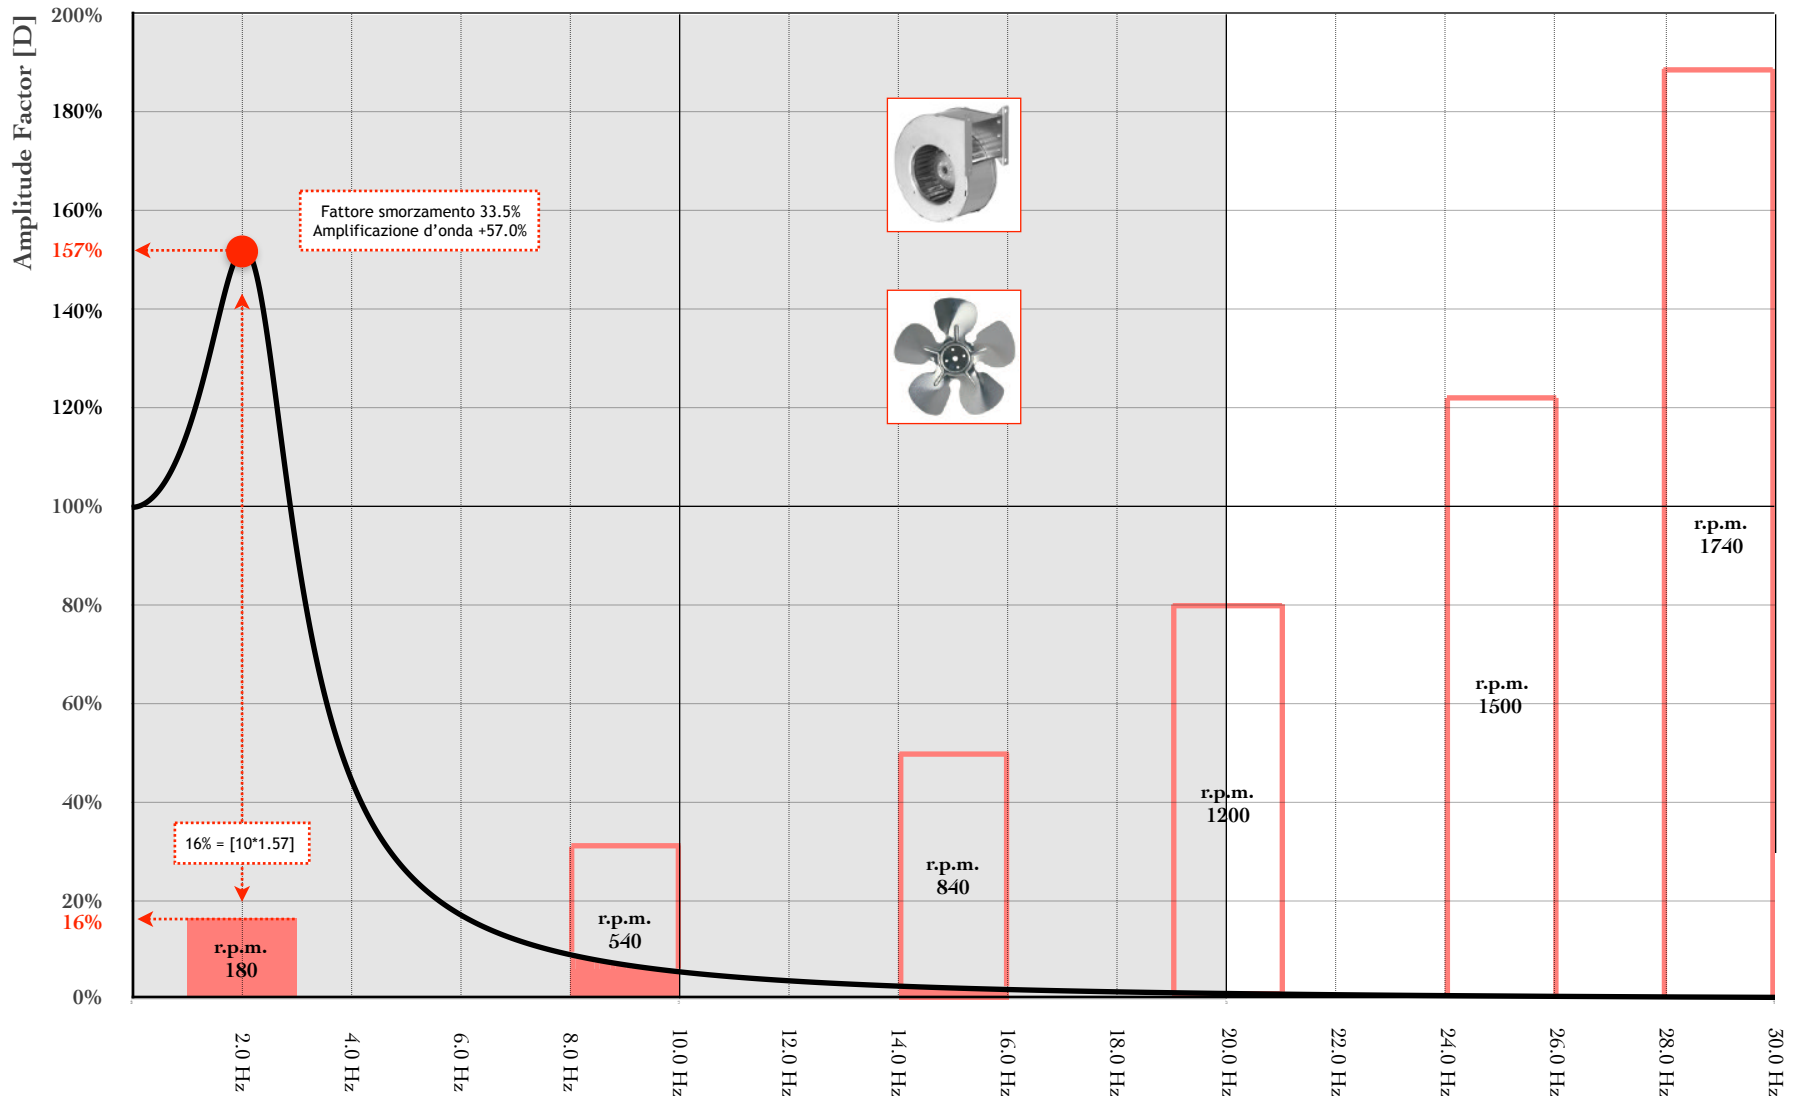 Amplitude Factor [D]
200%
180%
160%
157%
140%
120%
100%
80%
60%
40%
20%
16%
0%
Fattore smorzamento 33.5%
Amplificazione d'onda +57.0%
16% = [10*1.57]
r.p.m.
180
r.p.m.
540
r.p.m.
840
r.p.m.
1200
r.p.m.
1500
r.p.m.
1740
2.0 Hz
4.0 Hz
6.0 Hz
8.0 Hz
10.0 Hz
12.0 Hz
14.0 Hz
16.0 Hz
18.0 Hz
20.0 Hz
22.0 Hz
24.0 Hz
26.0 Hz
28.0 Hz
30.0 Hz